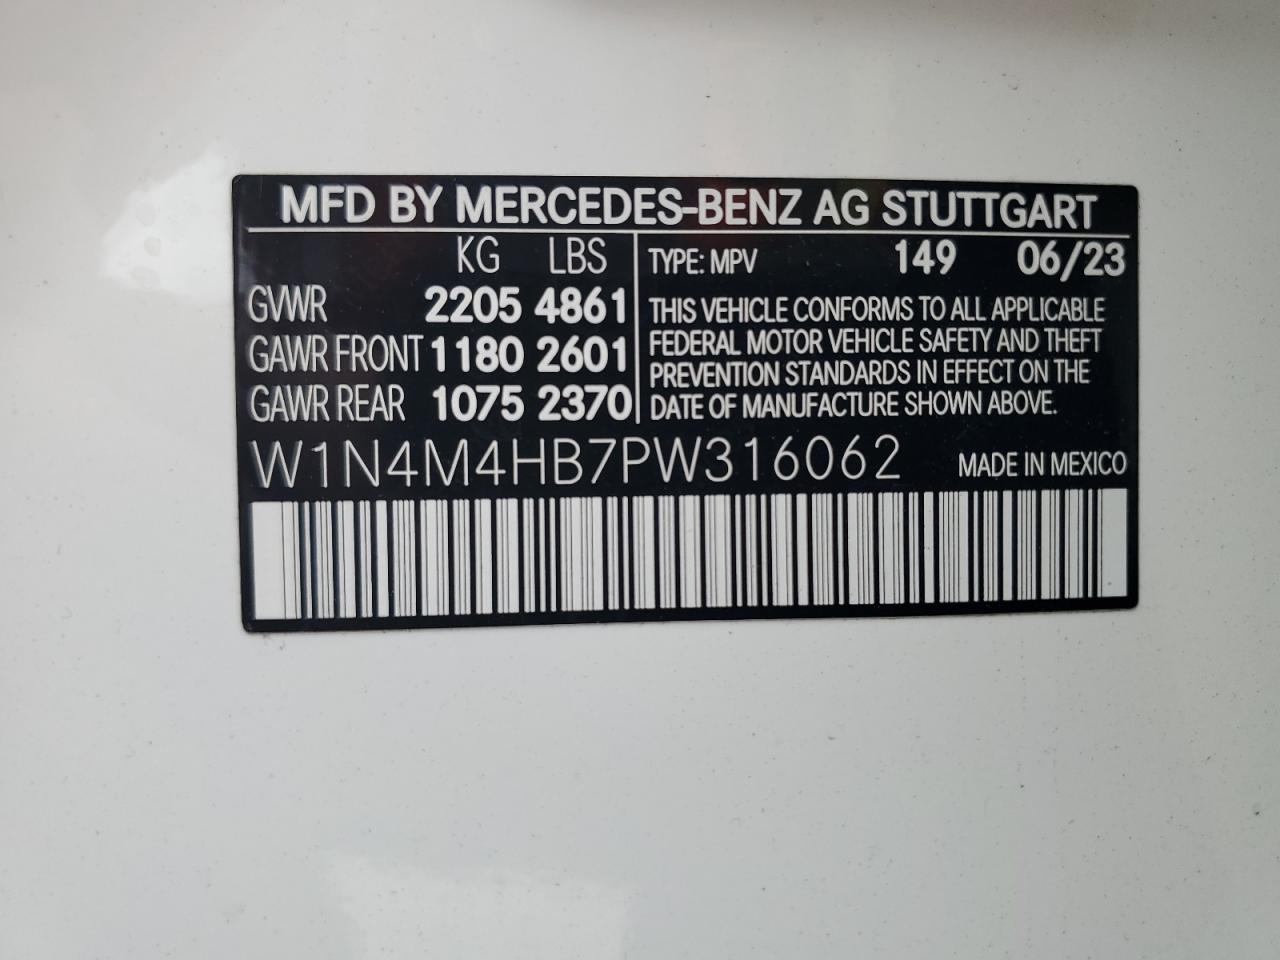 MFD BY MERCEDES-BENZ AG STUTTGART
KG LBS
GVWR 2205 4861
GAWR FRONT 1180 2601
GAWR REAR 1075 2370
TYPE: MPV 149 06/23
THIS VEHICLE CONFORMS TO ALL APPLICABLE
FEDERAL MOTOR VEHICLE SAFETY AND THEFT
PREVENTION STANDARDS IN EFFECT ON THE
DATE OF MANUFACTURE SHOWN ABOVE.
W1N4M4HB7PW316062 MADE IN MEXICO